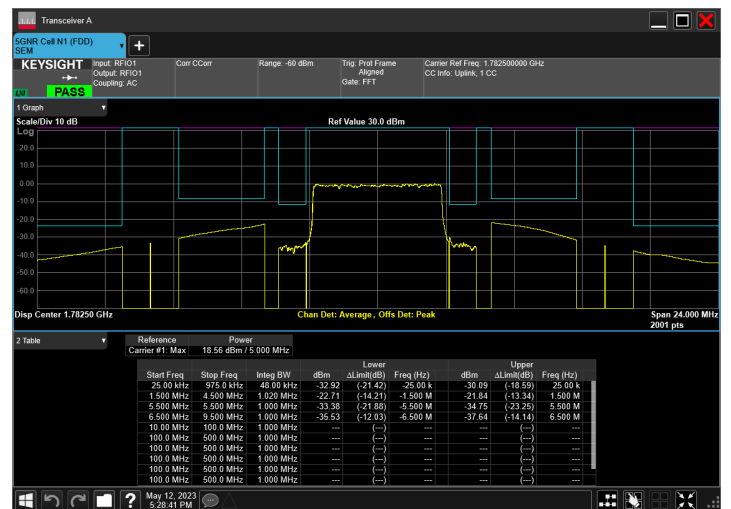 Transceiver A
5GNR Cell N1 (FDD)
SEM
KEYSIGHT
Input: RFIO1
Output: RFIO1
Coupling: AC
Corr CCorr
Range: -60 dBm
Trig: Prot Frame
Aligned
Gate: FFT
Carrier Ref Freq: 1.782500000 GHz
CC Info: Uplink, 1 CC
LXI
PASS
1 Graph
Scale/Div 10 dB
Ref Value 30.0 dBm
Log
20.0
10.0
0.00
-10.0
-20.0
-30.0
-40.0
-50.0
-60.0
Disp Center 1.78250 GHz
Chan Det: Average, Offs Det: Peak
Span 24.000 MHz
2001 pts
2 Table
Reference Power
Carrier #1: Max 18.56 dBm / 5.000 MHz
Lower Upper
Start Freq Stop Freq Integ BW dBm ΔLimit(dB) Freq (Hz) dBm ΔLimit(dB) Freq (Hz)
25.00 kHz 975.0 kHz 48.00 kHz -32.92 (-21.42) -25.00 k -30.09 (-18.59) 25.00 k
1.500 MHz 4.500 MHz 1.020 MHz -22.71 (-14.21) -1.500 M -21.84 (-13.34) 1.500 M
5.500 MHz 5.500 MHz 1.000 MHz -33.38 (-21.88) -5.500 M -34.75 (-23.25) 5.500 M
6.500 MHz 9.500 MHz 1.000 MHz -35.53 (-12.03) -6.500 M -37.64 (-14.14) 6.500 M
10.00 MHz 100.0 MHz 1.000 MHz --- (---) --- --- (---) ---
100.0 MHz 500.0 MHz 1.000 MHz --- (---) --- --- (---) ---
100.0 MHz 500.0 MHz 1.000 MHz --- (---) --- --- (---) ---
100.0 MHz 500.0 MHz 1.000 MHz --- (---) --- --- (---) ---
100.0 MHz 500.0 MHz 1.000 MHz --- (---) --- --- (---) ---
100.0 MHz 500.0 MHz 1.000 MHz --- (---) --- --- (---) ---
May 12, 2023
5:28:41 PM